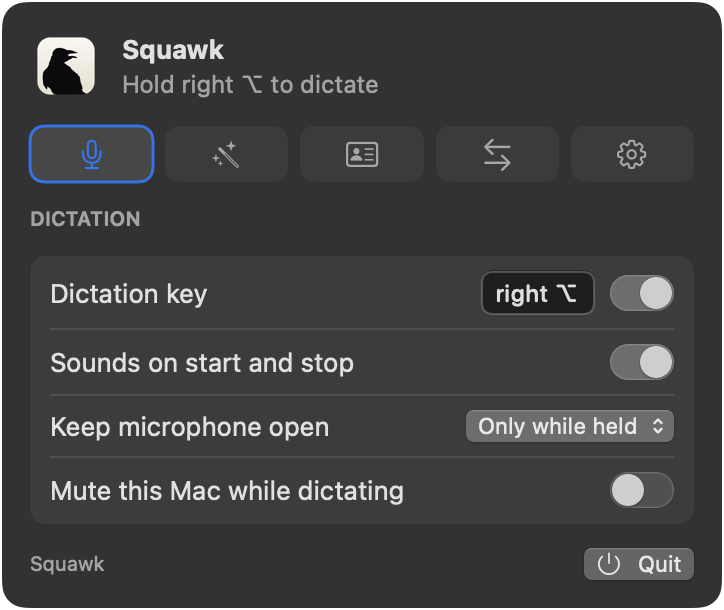 Squawk
Hold right ⌥ to dictate
DICTATION
Dictation key
right ⌥
Sounds on start and stop
Keep microphone open
Only while held
Mute this Mac while dictating
Squawk
Quit